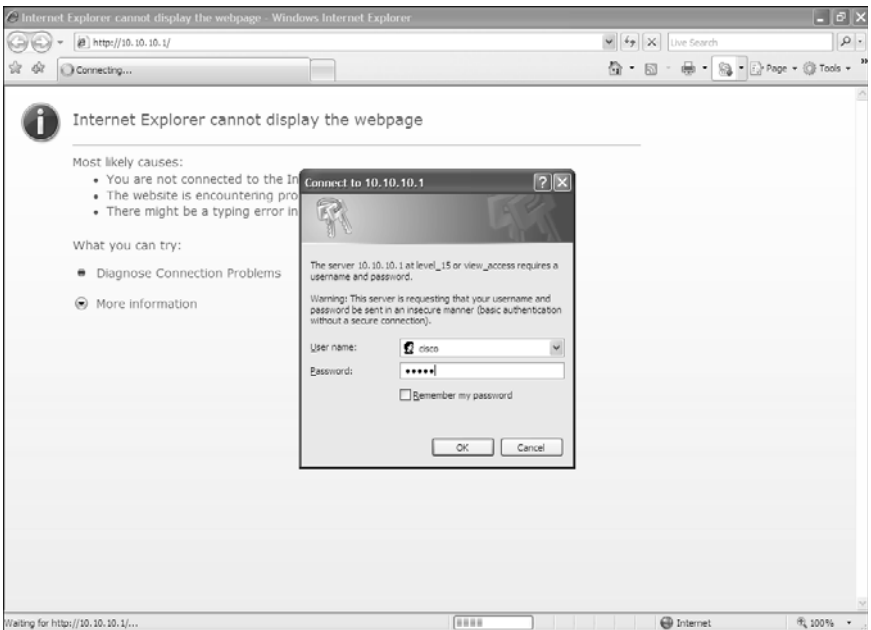 Internet Explorer cannot display the webpage - Windows Internet Explorer
http://10.10.10.1/
Live Search
Connecting...
Page
Tools
Internet Explorer cannot display the webpage
Most likely causes:
You are not connected to the In
The website is encountering pro
There might be a typing error in
What you can try:
Diagnose Connection Problems
More information
Connect to 10.10.10.1
The server 10.10.10.1 at level_15 or view_access requires a
username and password.
Warning: This server is requesting that your username and
password be sent in an insecure manner (basic authentication
without a secure connection).
User name:
cisco
Password:
•••••
Remember my password
OK
Cancel
Waiting for http://10.10.10.1/...
Internet
100%